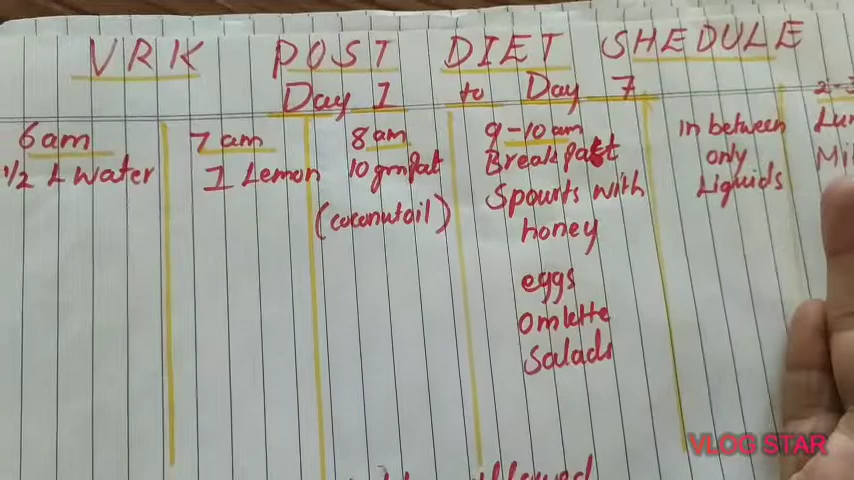 VRK POST DIET SHEDULE
Day 1 to Day 7
6am
1/2 L water
7 am
1 Lemon
8 am
10 gm fat
(coconut oil)
9-10 am
Breakfast
Spourts with
honey
eggs
omlette
Salads
in between
only
Liquids
VLOG STAR